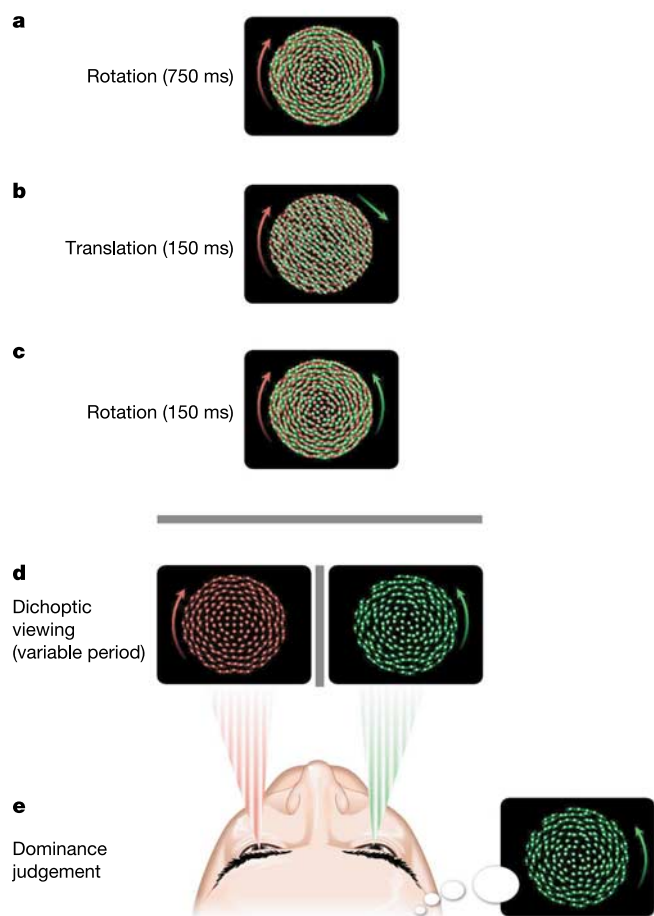 a
Rotation (750 ms)
b
Translation (150 ms)
c
Rotation (150 ms)
d
Dichoptic
viewing
(variable period)
e
Dominance
judgement